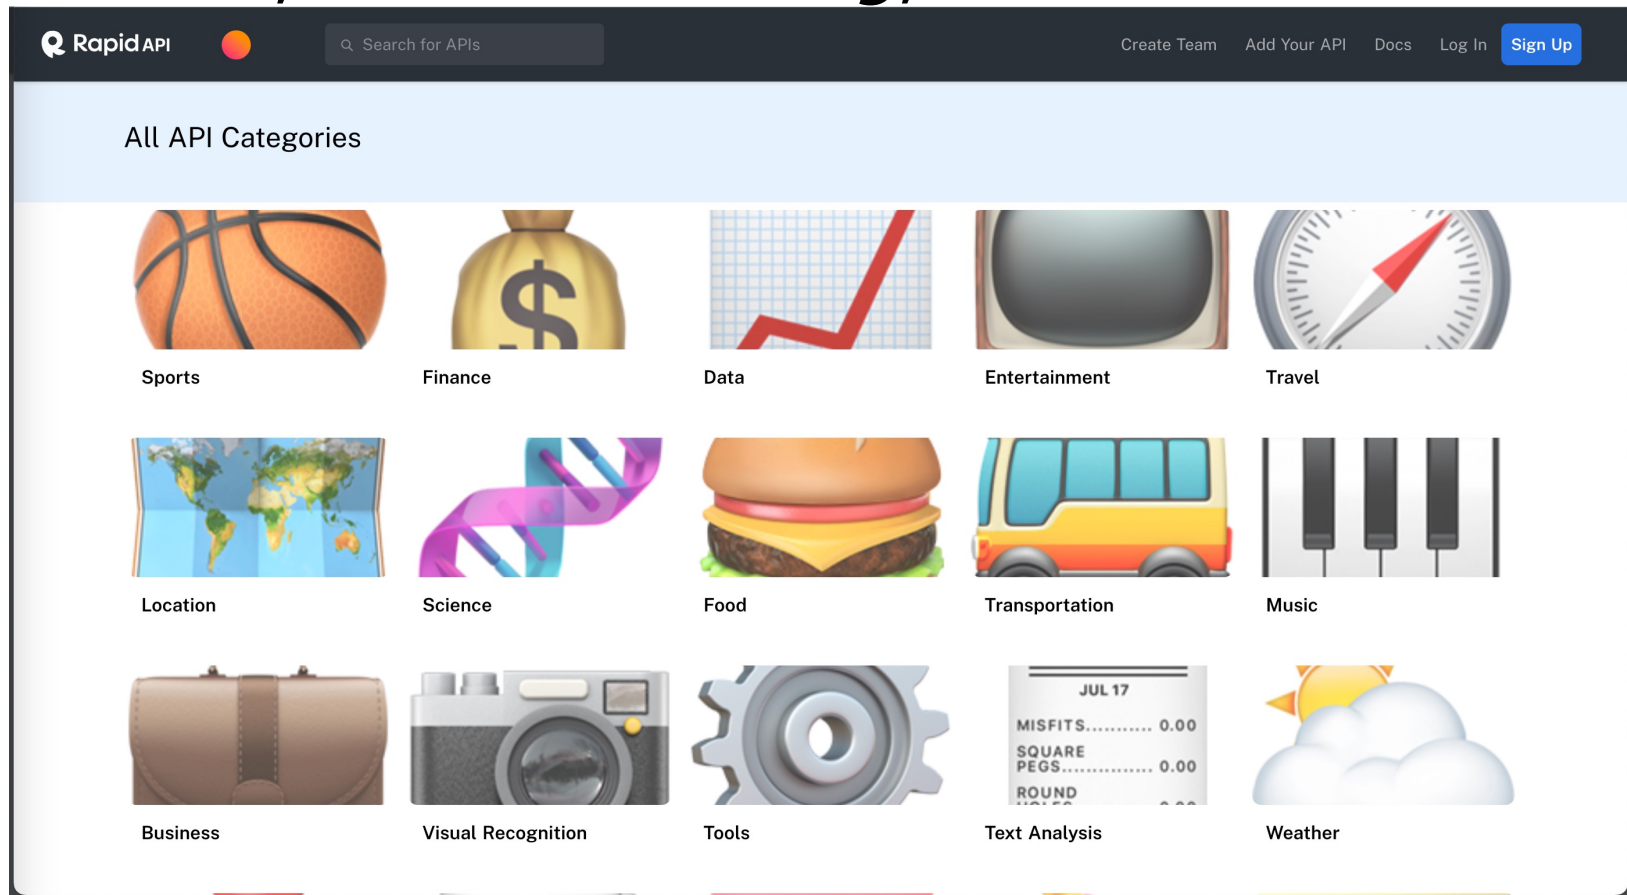 Rapid API
Search for APIs
Create Team
Add Your API
Docs
Log In
Sign Up
All API Categories
$
Sports
Finance
Data
Entertainment
Travel
Location
Science
Food
Transportation
Music
JUL 17
MISFITS........... 0.00
SQUARE
PEGS............... 0.00
ROUND
Business
Visual Recognition
Tools
Text Analysis
Weather